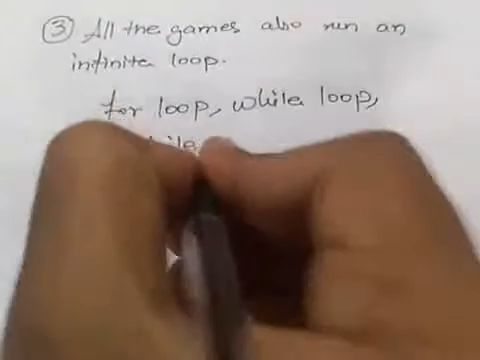 ③ All the games also run an
infinite loop.
for loop, while loop,